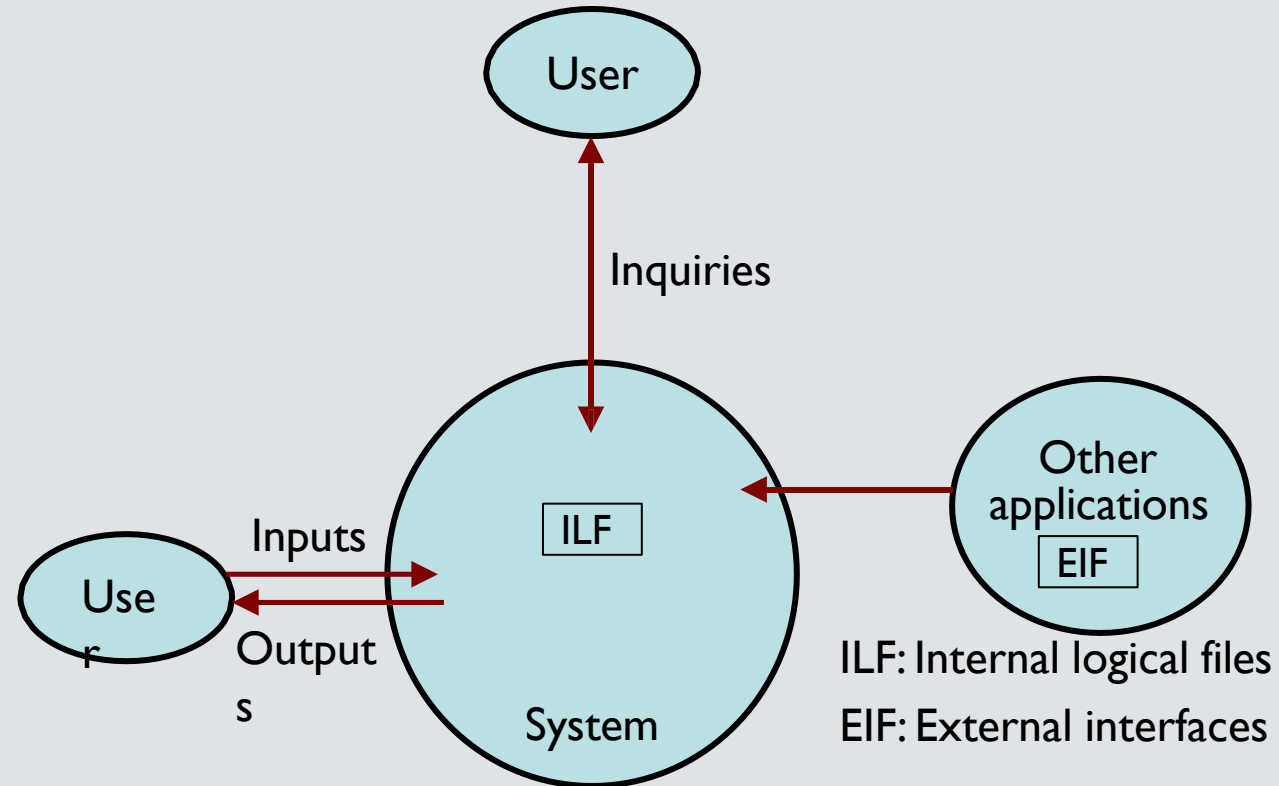 User
Inquiries
Other
applications
EIF
ILF
Inputs
Use
r
Output
s
System
ILF: Internal logical files
EIF: External interfaces